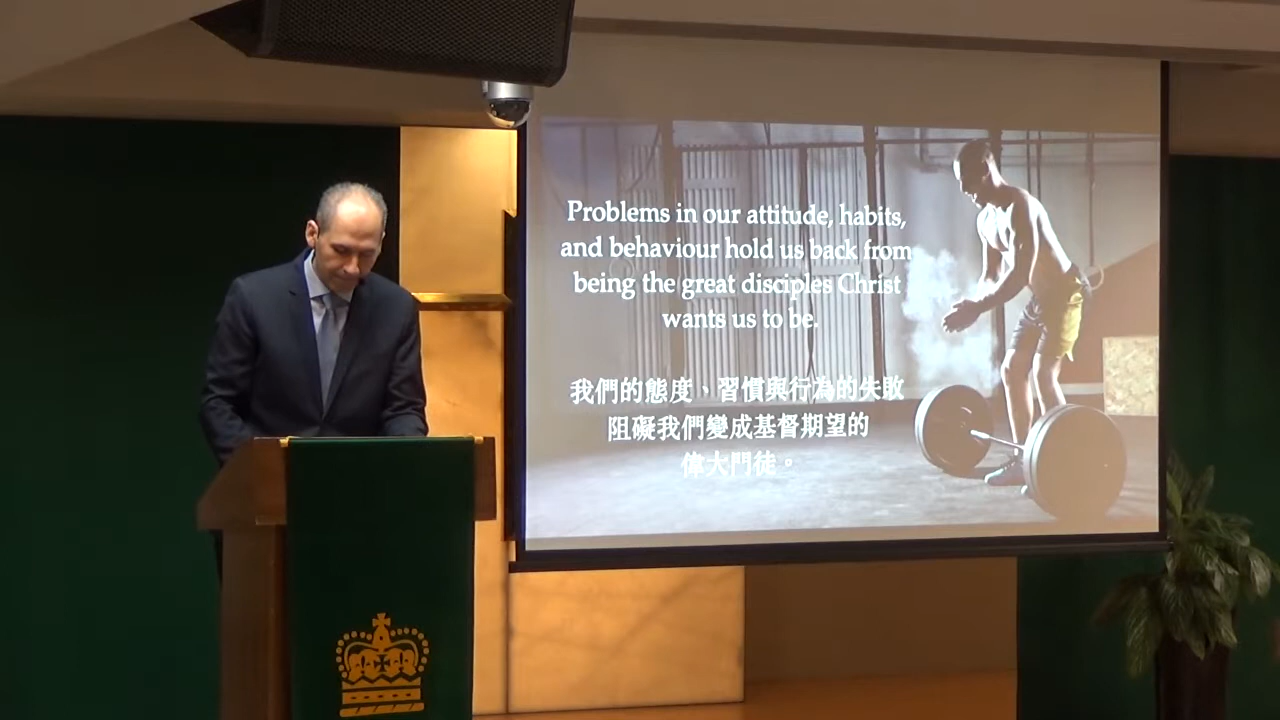 Problems in our attitude, habits,
and behaviour hold us back from
being the great disciples Christ
wants us to be.
我們的態度、習慣與行為的失敗
阻礙我們變成基督期望的
偉大門徒。